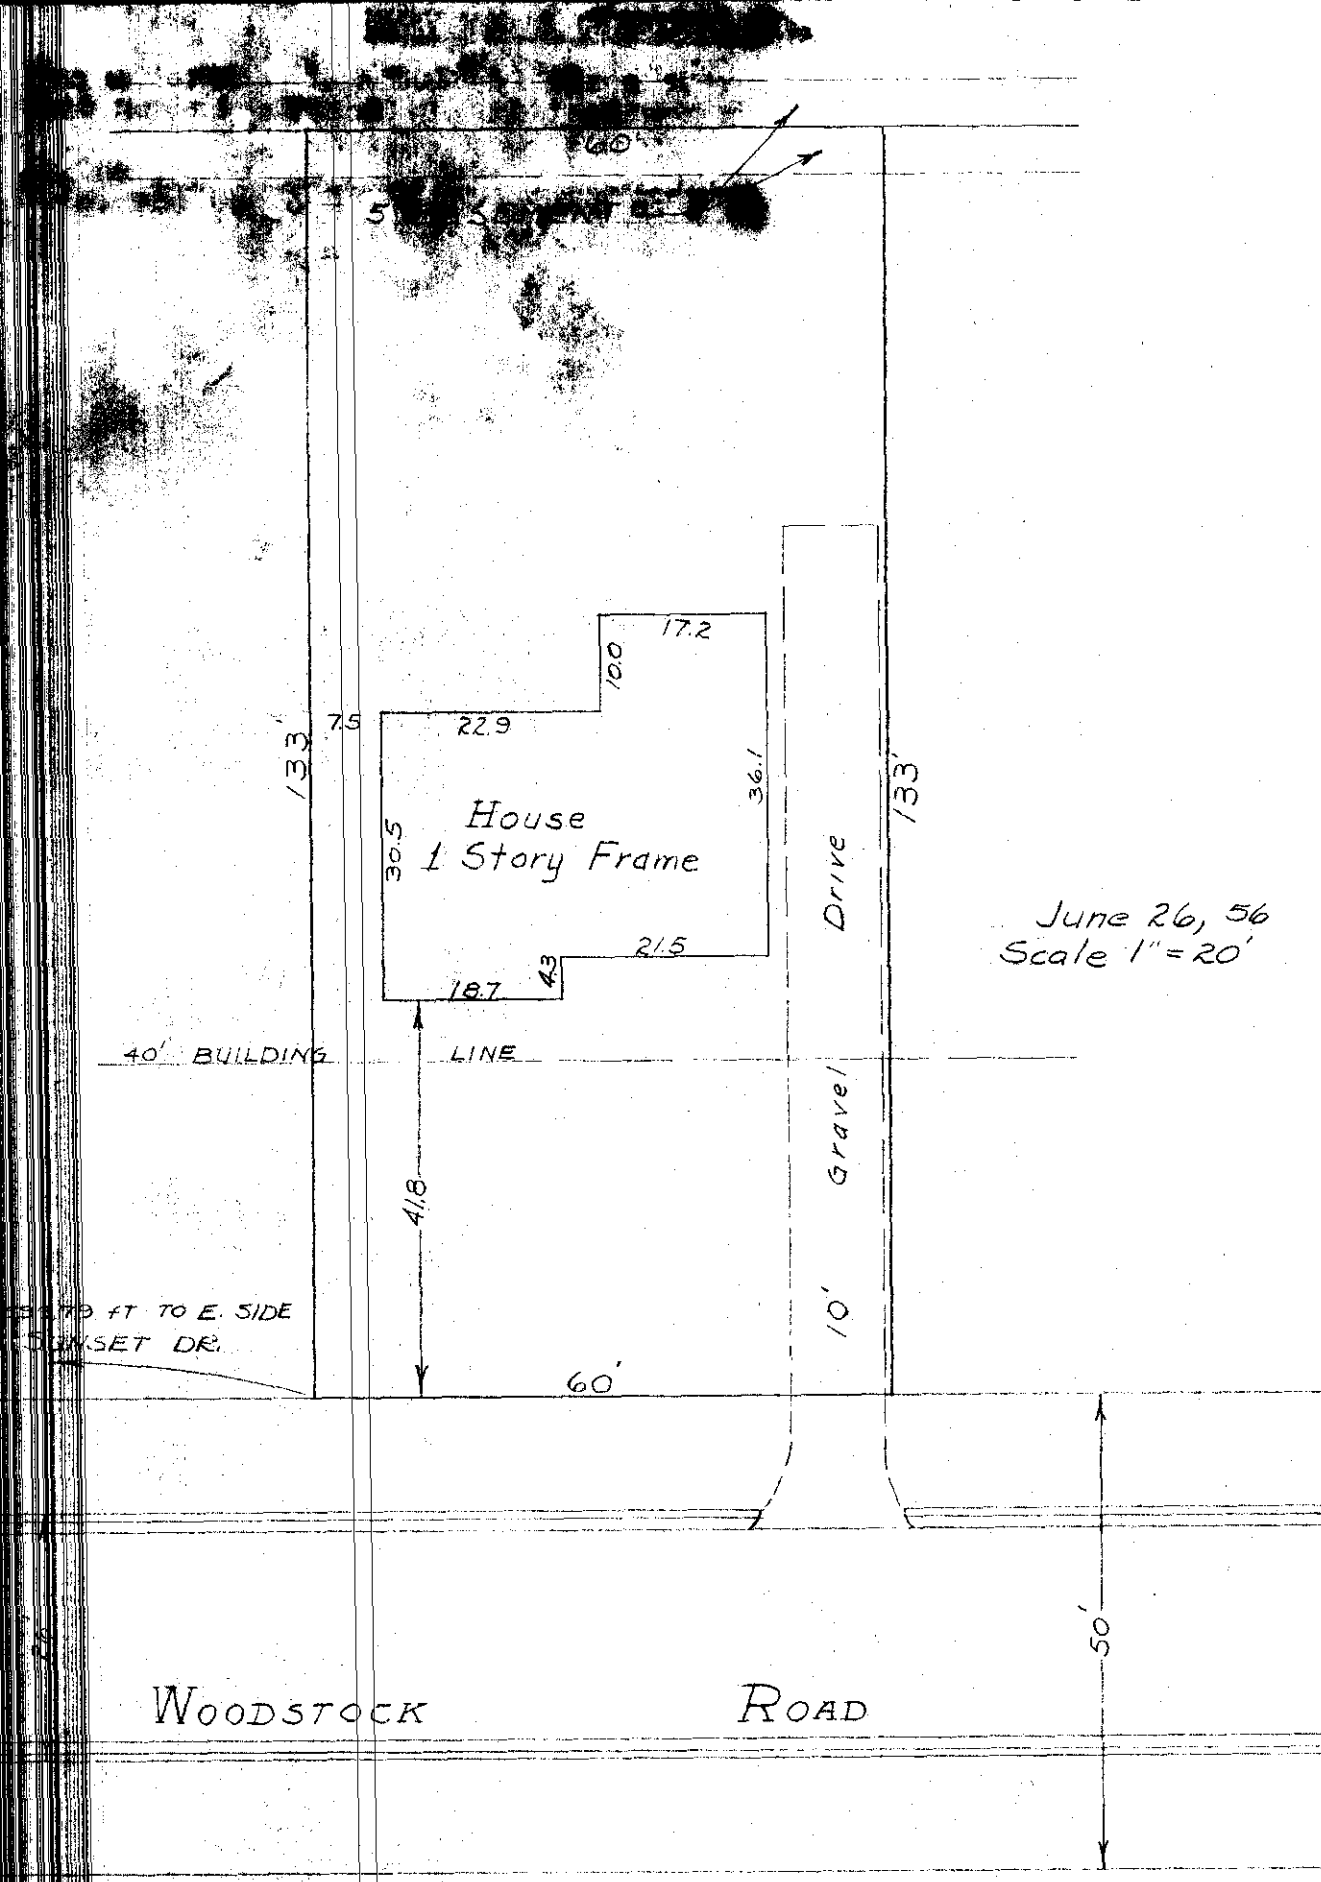 60'
5
17.2
10.0
7.5
22.9
133'
36.1
133'
30.5
House
1 Story Frame
Drive
June 26, 56
Scale 1" = 20'
21.5
4.3
18.7
40' BUILDING LINE
Gravel
41.8
10'
FT TO E. SIDE
SUNSET DR.
60'
50'
WOODSTOCK ROAD